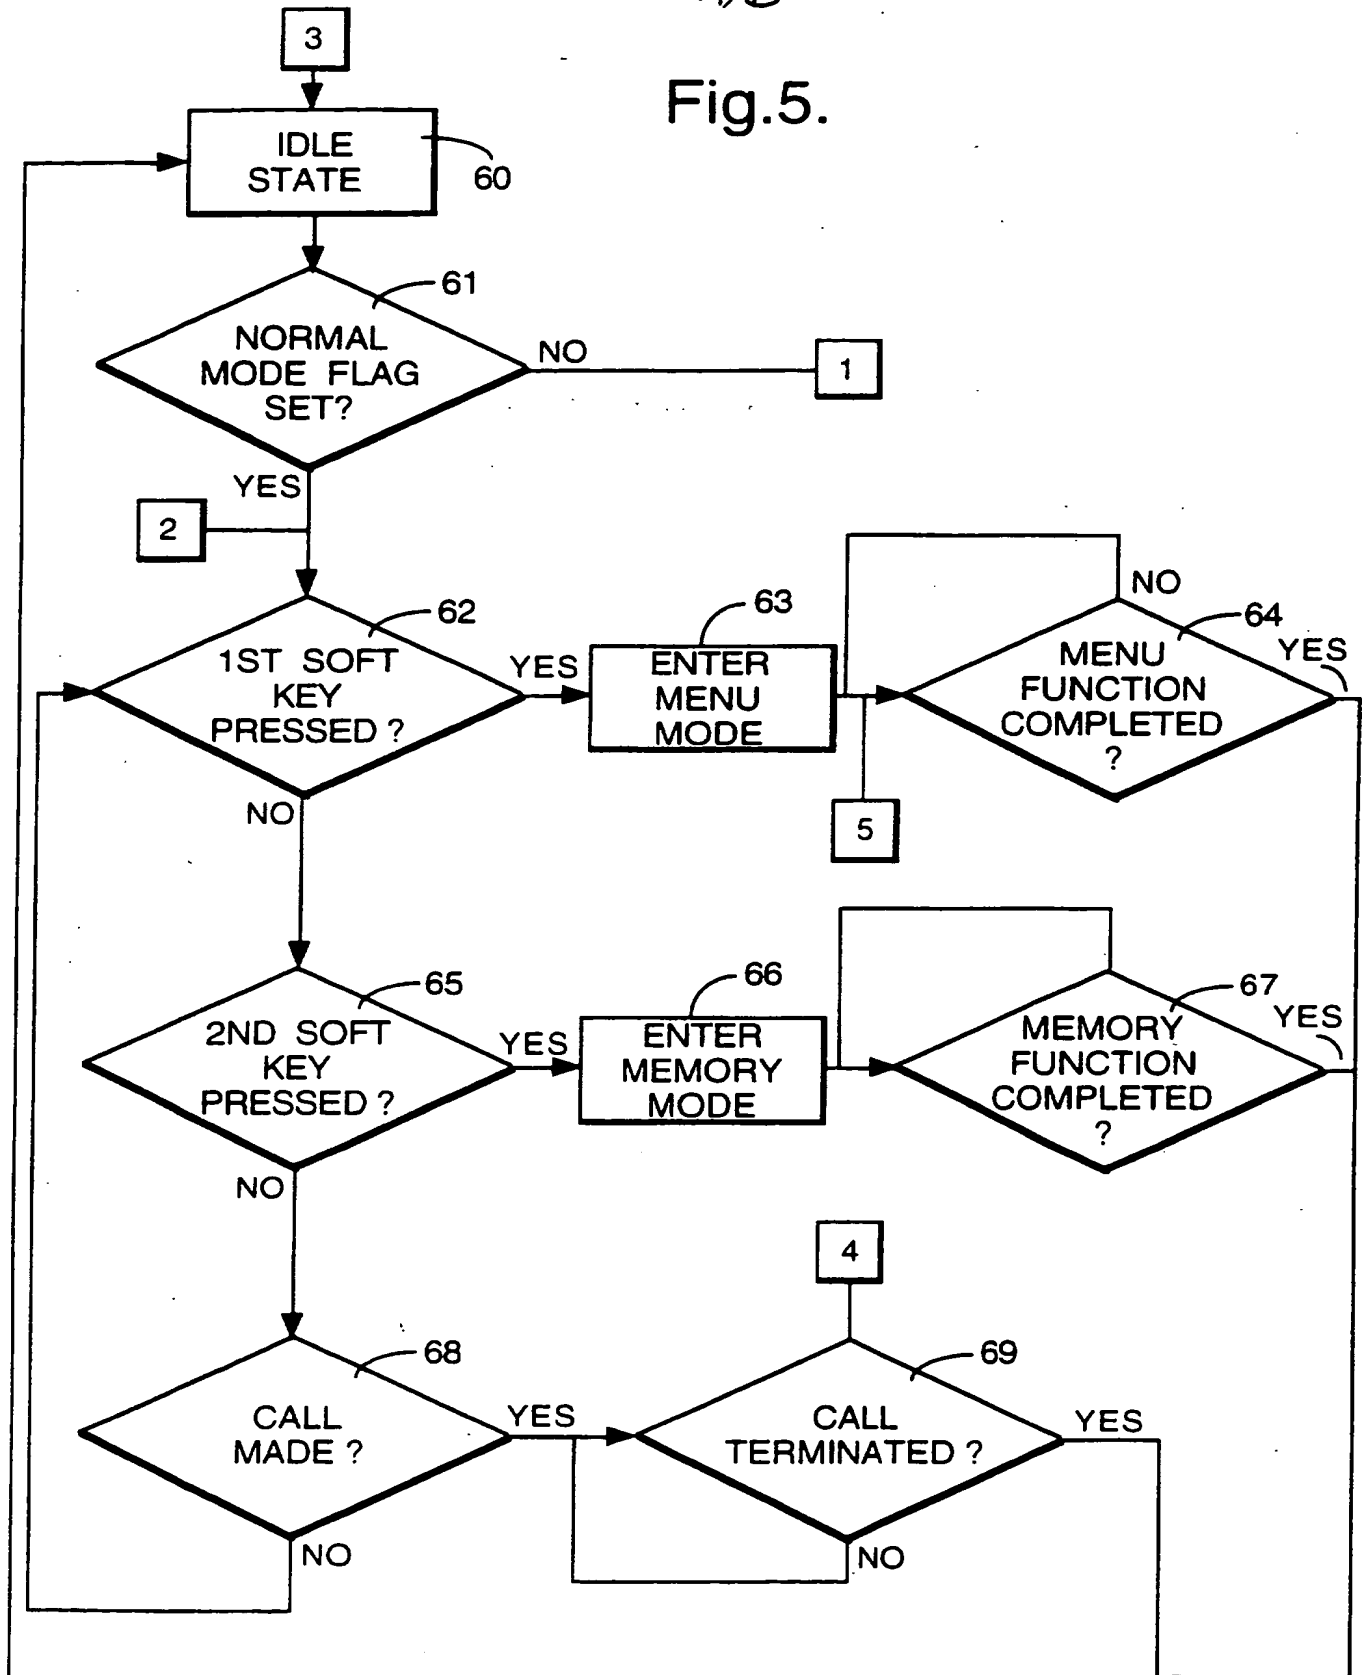 3
Fig.5.
IDLE
STATE
60
61
NORMAL
MODE FLAG
SET?
NO
1
YES
2
62
1ST SOFT
KEY
PRESSED ?
YES
63
ENTER
MENU
MODE
NO
64
MENU
FUNCTION
COMPLETED
?
YES
5
NO
65
2ND SOFT
KEY
PRESSED ?
YES
66
ENTER
MEMORY
MODE
67
MEMORY
FUNCTION
COMPLETED
?
YES
NO
4
68
CALL
MADE ?
YES
69
CALL
TERMINATED ?
YES
NO
NO